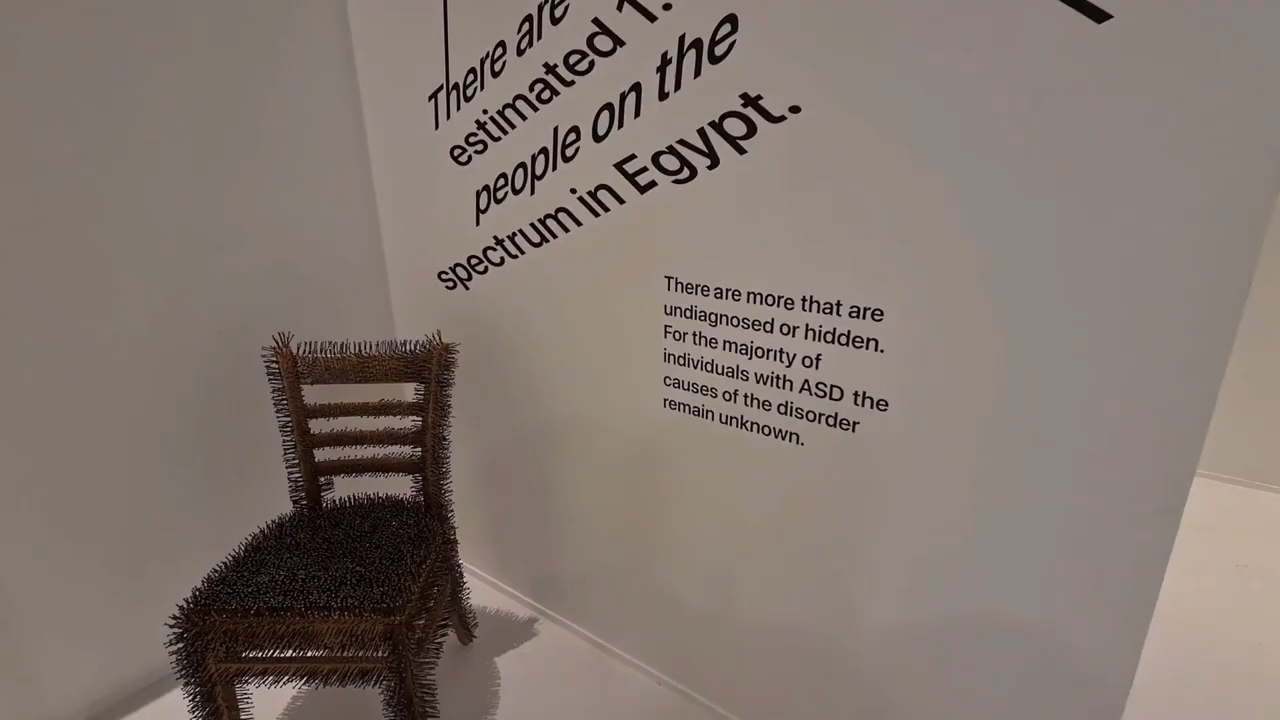 There are
estimated 1.
people on the
spectrum in Egypt.
There are more that are
undiagnosed or hidden.
For the majority of
individuals with ASD the
causes of the disorder
remain unknown.